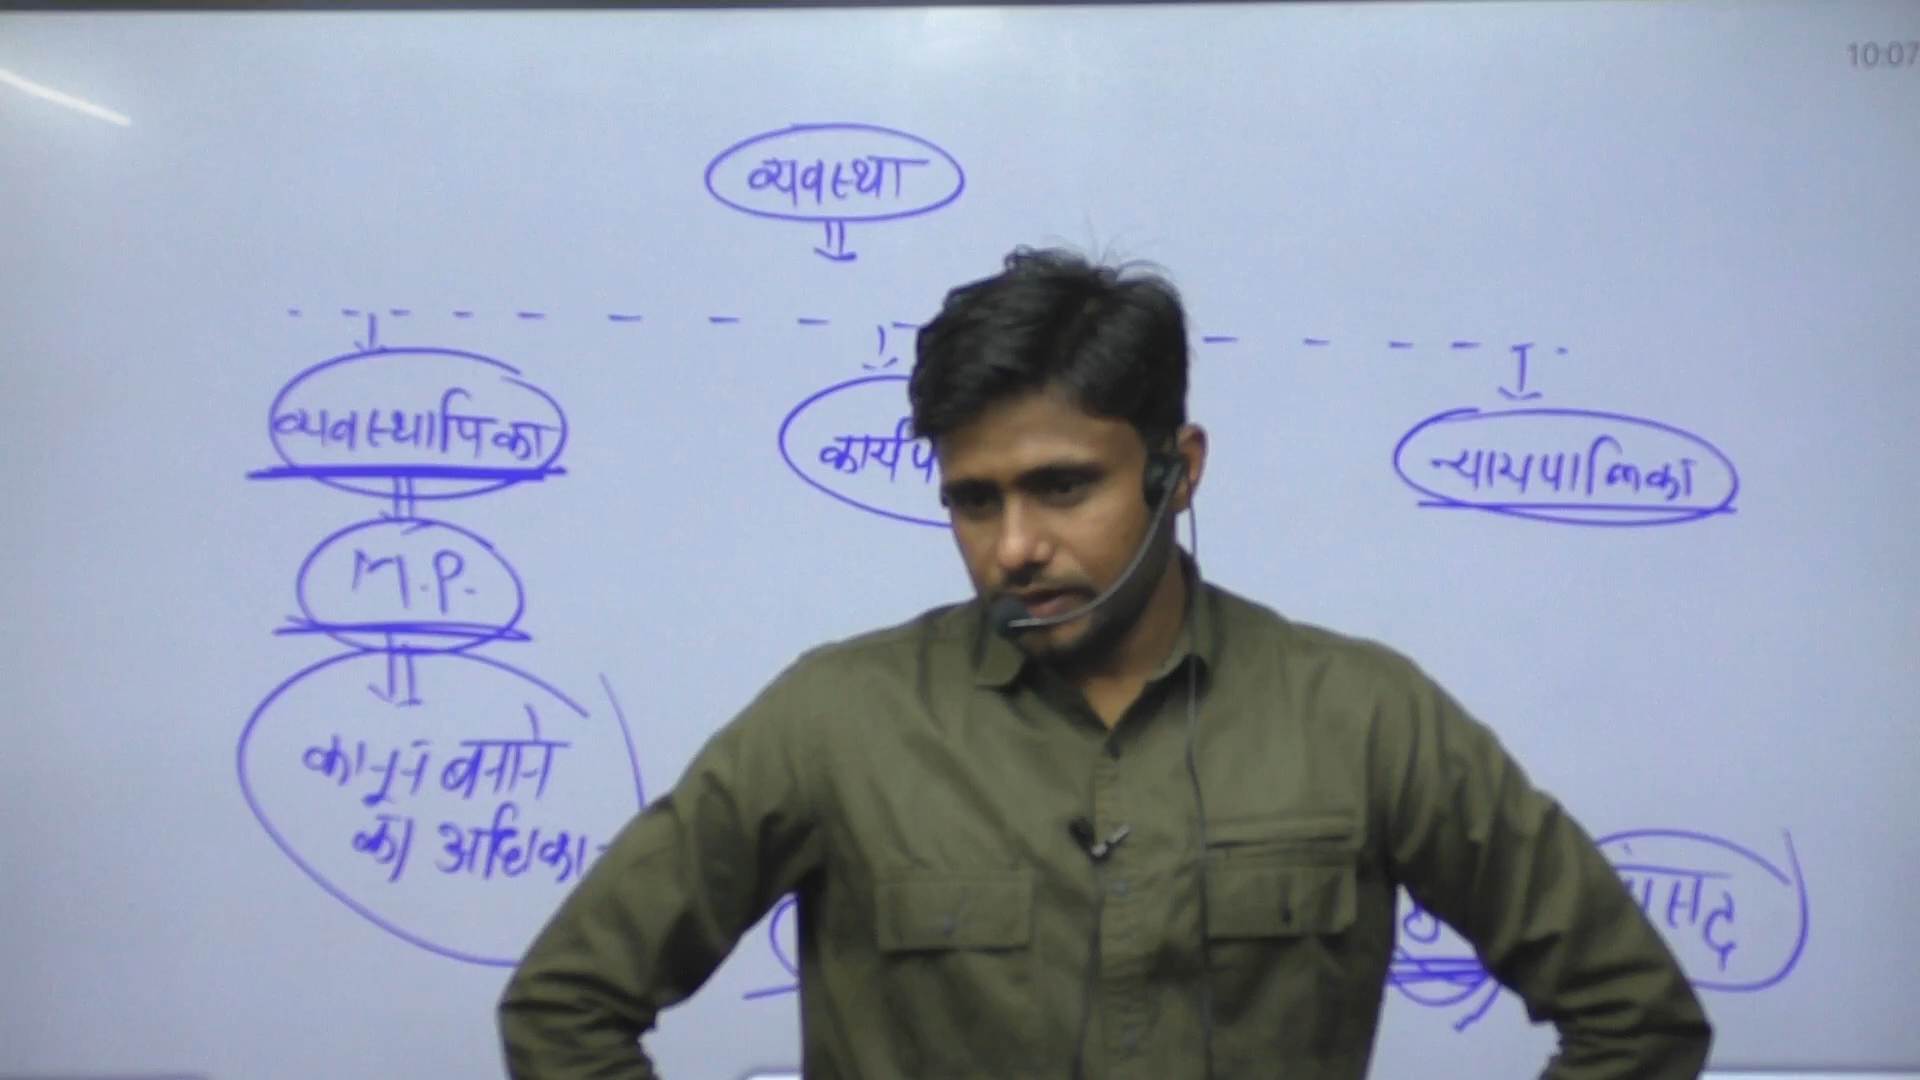 10:07
व्यवस्था
व्यवस्थापिका
न्यायपालिका
M.P.
कानून बनाने
का